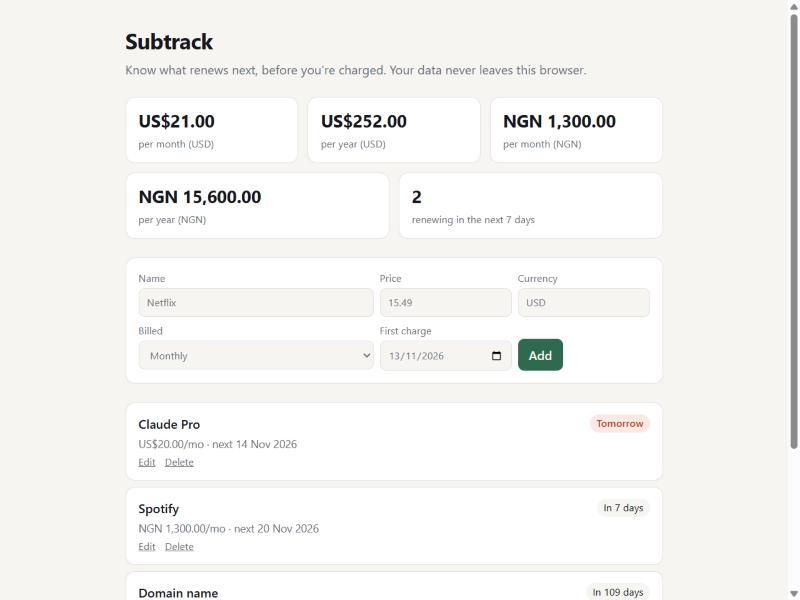 Subtrack
Know what renews next, before you're charged. Your data never leaves this browser.
US$21.00
per month (USD)
US$252.00
per year (USD)
NGN 1,300.00
per month (NGN)
NGN 15,600.00
per year (NGN)
2
renewing in the next 7 days
Name
Price
Currency
Netflix
15.49
USD
Billed
First charge
Monthly
13/11/2026
Add
Claude Pro
Tomorrow
US$20.00/mo · next 14 Nov 2026
Edit Delete
Spotify
In 7 days
NGN 1,300.00/mo · next 20 Nov 2026
Edit Delete
Domain name
In 109 days